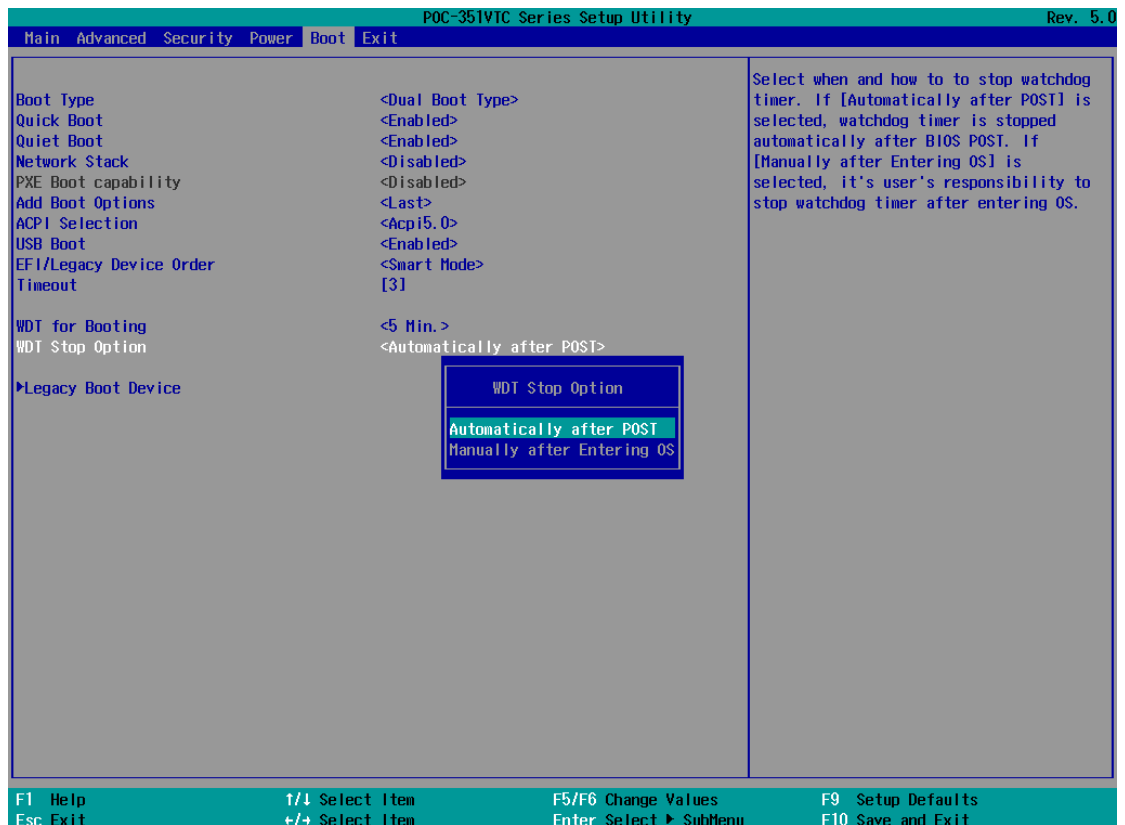 POC-351VTC Series Setup Utility Rev. 5.0
Main Advanced Security Power Boot Exit
Boot Type <Dual Boot Type>
Quick Boot <Enabled>
Quiet Boot <Enabled>
Network Stack <Disabled>
PXE Boot capability <Disabled>
Add Boot Options <Last>
ACPI Selection <Acpi5.0>
USB Boot <Enabled>
EFI/Legacy Device Order <Smart Mode>
Timeout [3]
WDT for Booting <5 Min.>
WDT Stop Option <Automatically after POST>
▶Legacy Boot Device
WDT Stop Option
Automatically after POST
Manually after Entering OS
Select when and how to to stop watchdog
timer. If [Automatically after POST] is
selected, watchdog timer is stopped
automatically after BIOS POST. If
[Manually after Entering OS] is
selected, it's user's responsibility to
stop watchdog timer after entering OS.
F1 Help ↑/↓ Select Item F5/F6 Change Values F9 Setup Defaults
Esc Exit ←/→ Select Item Enter Select ▶ SubMenu F10 Save and Exit